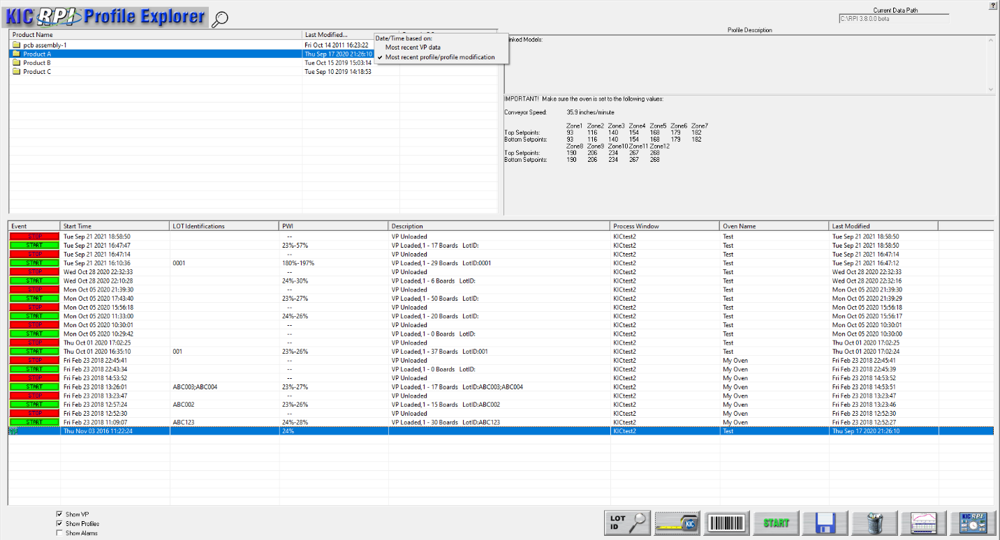 KIC RPI Profile Explorer
?
Current Data Path
C:\RPI 3.8.0.0 beta
Product Name Last Modified...
pcb assembly-1 Fri Oct 14 2011 16:23:22
Product A Thu Sep 17 2020 21:26:10
Product B Tue Oct 15 2019 15:03:14
Product C Tue Sep 10 2019 14:18:53
Date/Time based on:
Most recent VP data
Most recent profile/profile modification
Profile Description
inked Models:
IMPORTANT! Make sure the oven is set to the following values:
Conveyor Speed: 35.9 inches/minute
Zone1 Zone2 Zone3 Zone4 Zone5 Zone6 Zone7
Top Setpoints: 93 116 140 154 168 179 182
Bottom Setpoints: 93 116 140 154 168 179 182
Zone8 Zone9 Zone10 Zone11 Zone12
Top Setpoints: 190 206 234 267 268
Bottom Setpoints: 190 206 234 267 268
Event Start Time LOT Identifications PWI Description Process Window Oven Name Last Modified
STOP Tue Sep 21 2021 18:58:50 -- VP Unloaded KICtest2 Test Tue Sep 21 2021 18:58:50
START Tue Sep 21 2021 16:47:47 23%-57% VP Loaded,1 - 17 Boards LotID: KICtest2 Test Tue Sep 21 2021 18:58:50
STOP Tue Sep 21 2021 16:47:14 -- VP Unloaded KICtest2 Test Tue Sep 21 2021 16:47:14
START Tue Sep 21 2021 16:10:36 0001 180%-197% VP Loaded,1 - 29 Boards LotID:0001 KICtest2 Test Tue Sep 21 2021 16:47:12
STOP Wed Oct 28 2020 22:32:33 -- VP Unloaded KICtest2 Test Wed Oct 28 2020 22:32:33
START Wed Oct 28 2020 22:10:28 24%-30% VP Loaded,1 - 6 Boards LotID: KICtest2 Test Wed Oct 28 2020 22:32:16
STOP Mon Oct 05 2020 21:39:30 -- VP Unloaded KICtest2 Test Mon Oct 05 2020 21:39:30
START Mon Oct 05 2020 17:43:40 23%-27% VP Loaded,1 - 50 Boards LotID: KICtest2 Test Mon Oct 05 2020 21:39:29
STOP Mon Oct 05 2020 15:56:18 -- VP Unloaded KICtest2 Test Mon Oct 05 2020 15:56:18
START Mon Oct 05 2020 11:33:00 24%-26% VP Loaded,1 - 20 Boards LotID: KICtest2 Test Mon Oct 05 2020 15:56:17
STOP Mon Oct 05 2020 10:30:01 -- VP Unloaded KICtest2 Test Mon Oct 05 2020 10:30:01
START Mon Oct 05 2020 10:29:42 -- VP Loaded,1 - 0 Boards LotID: KICtest2 Test Mon Oct 05 2020 10:30:00
STOP Thu Oct 01 2020 17:02:25 -- VP Unloaded KICtest2 Test Thu Oct 01 2020 17:02:25
START Thu Oct 01 2020 16:35:10 001 23%-26% VP Loaded,1 - 37 Boards LotID:001 KICtest2 Test Thu Oct 01 2020 17:02:24
STOP Fri Feb 23 2018 22:45:41 -- VP Unloaded KICtest2 My Oven Fri Feb 23 2018 22:45:41
START Fri Feb 23 2018 22:43:34 -- VP Loaded,1 - 0 Boards LotID: KICtest2 My Oven Fri Feb 23 2018 22:45:39
STOP Fri Feb 23 2018 14:53:52 -- VP Unloaded KICtest2 My Oven Fri Feb 23 2018 14:53:52
START Fri Feb 23 2018 13:26:01 ABC003;ABC004 23%-27% VP Loaded,1 - 17 Boards LotID:ABC003;ABC004 KICtest2 My Oven Fri Feb 23 2018 14:53:51
STOP Fri Feb 23 2018 13:23:47 -- VP Unloaded KICtest2 My Oven Fri Feb 23 2018 13:23:47
START Fri Feb 23 2018 12:57:24 ABC002 23%-26% VP Loaded,1 - 15 Boards LotID:ABC002 KICtest2 My Oven Fri Feb 23 2018 13:23:46
STOP Fri Feb 23 2018 12:52:30 -- VP Unloaded KICtest2 My Oven Fri Feb 23 2018 12:52:30
START Fri Feb 23 2018 11:09:07 ABC123 24%-28% VP Loaded,1 - 30 Boards LotID:ABC123 KICtest2 My Oven Fri Feb 23 2018 12:52:27
VP Thu Nov 03 2016 11:22:24 24% KICtest2 Test Thu Sep 17 2020 21:26:10
Show VP
Show Profiles
Show Alarms
LOT ID
KIC
START
KIC RPI